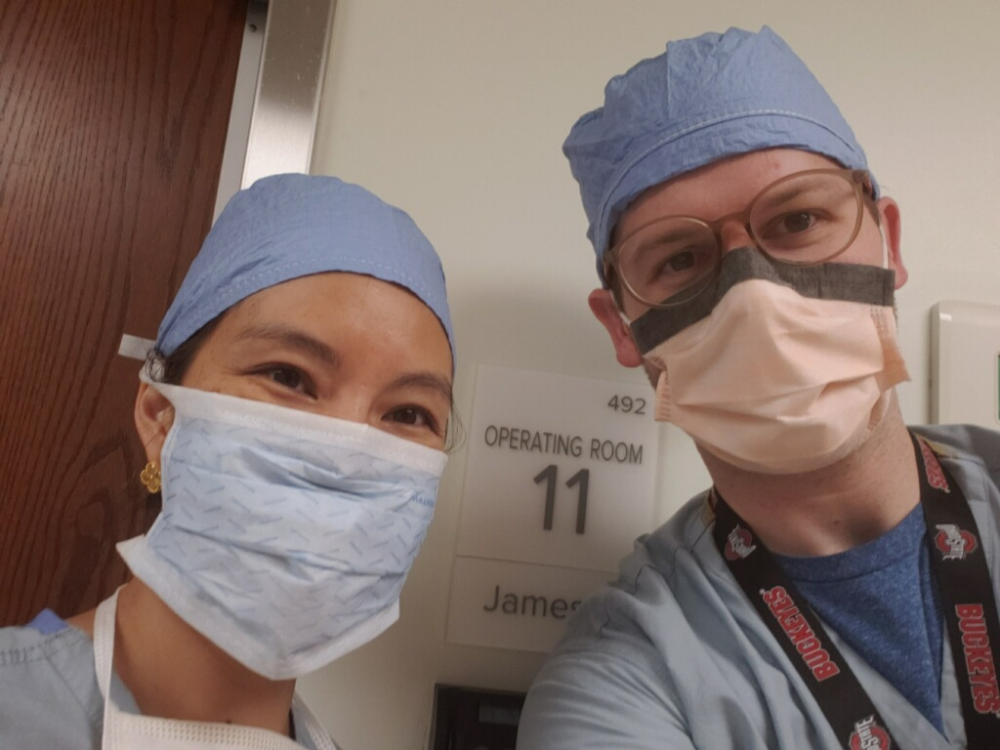 492
OPERATING ROOM
11
James
BUCKEYES
BUCKEYES